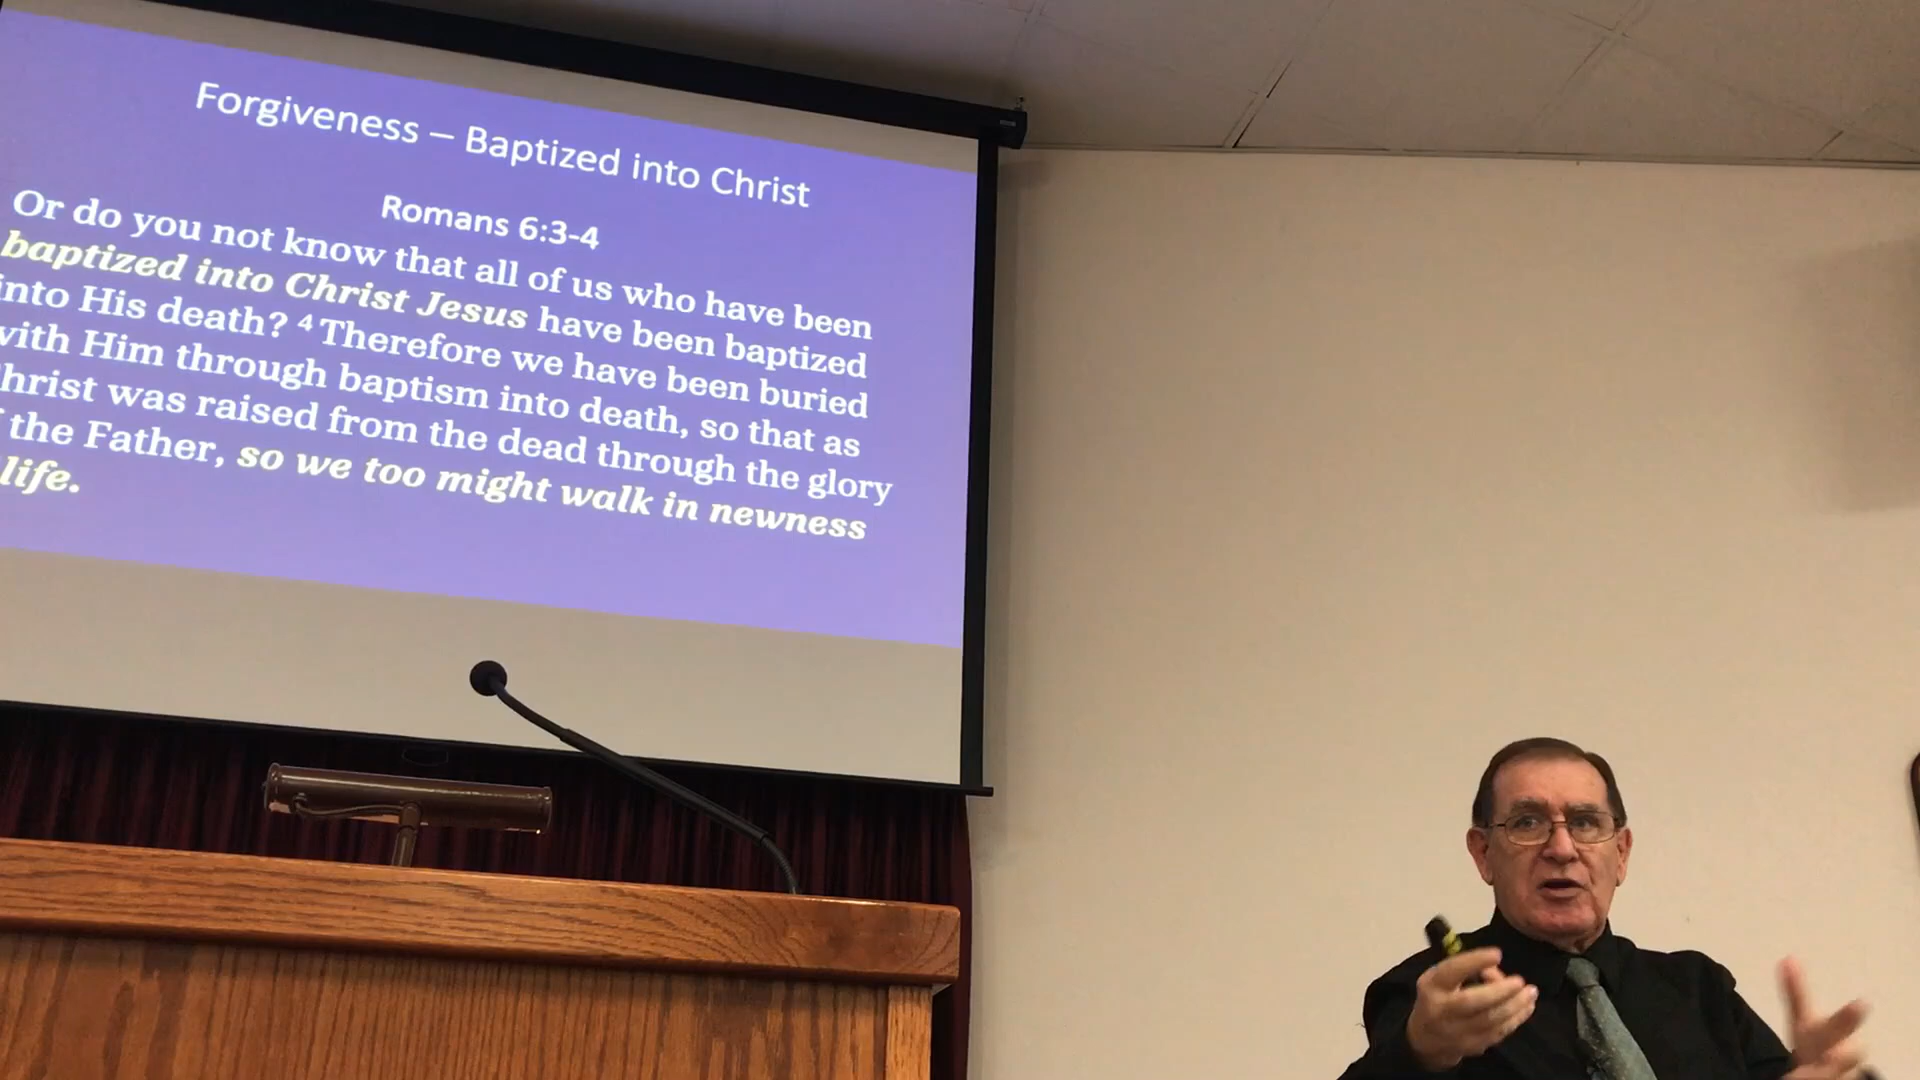 Forgiveness – Baptized into Christ
Romans 6:3-4
Or do you not know that all of us who have been
baptized into Christ Jesus have been baptized
into His death? 4 Therefore we have been buried
with Him through baptism into death, so that as
Christ was raised from the dead through the glory
the Father, so we too might walk in newness
life.